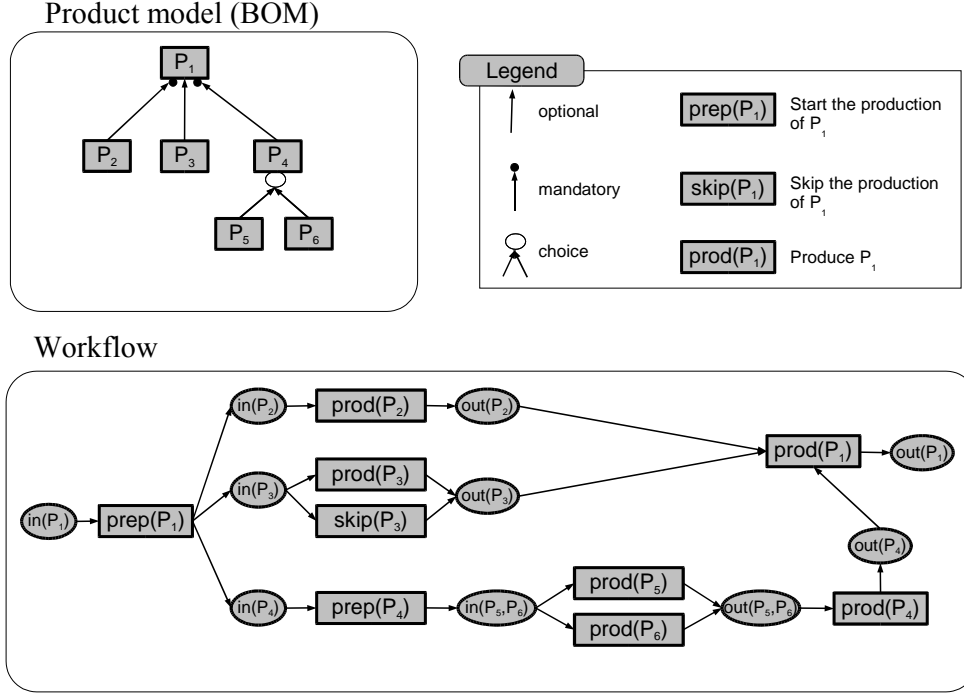 Product model (BOM)
P1
P2 P3 P4
P5 P6
Legend
optional
mandatory
choice
prep(P1) Start the production
of P1
skip(P1) Skip the production
of P1
prod(P1) Produce P1
Workflow
in(P2) prod(P2) out(P2)
prod(P1) out(P1)
in(P3) prod(P3) out(P3)
skip(P3)
in(P1) prep(P1)
out(P4)
in(P4) prep(P4) in(P5,P6) prod(P5) out(P5,P6) prod(P4)
prod(P6)